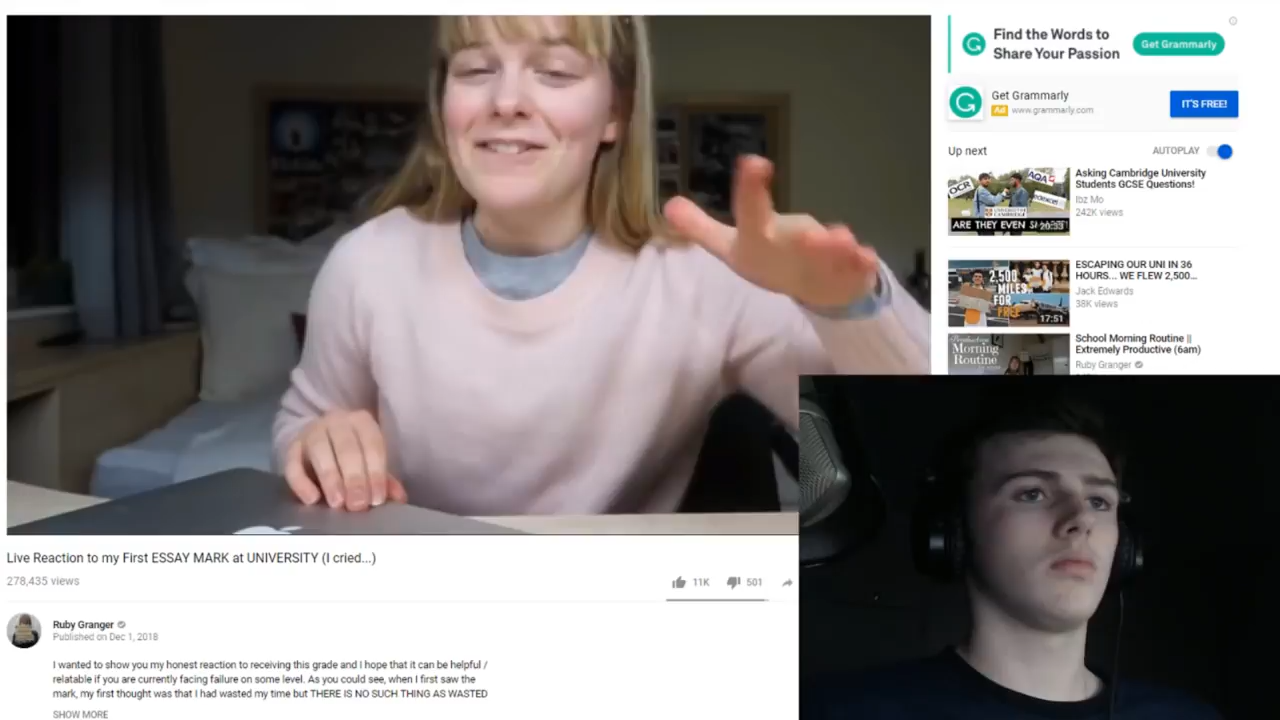 Find the Words to
Share Your Passion
Get Grammarly
Get Grammarly
Ad www.grammarly.com
IT'S FREE!
Up next
AUTOPLAY
OCR
AQA
edexcel
ARE THEY EVEN
20:33
Asking Cambridge University
Students GCSE Questions!
Ibz Mo
242K views
2,500
MILES
FOR
FREE
17:51
ESCAPING OUR UNI IN 36
HOURS... WE FLEW 2,500...
Jack Edwards
38K views
Morning
Routine
School Morning Routine ||
Extremely Productive (6am)
Ruby Granger
Live Reaction to my First ESSAY MARK at UNIVERSITY (I cried...)
278,435 views
11K
501
Ruby Granger
Published on Dec 1, 2018
I wanted to show you my honest reaction to receiving this grade and I hope that it can be helpful /
relatable if you are currently facing failure on some level. As you could see, when I first saw the
mark, my first thought was that I had wasted my time but THERE IS NO SUCH THING AS WASTED
SHOW MORE